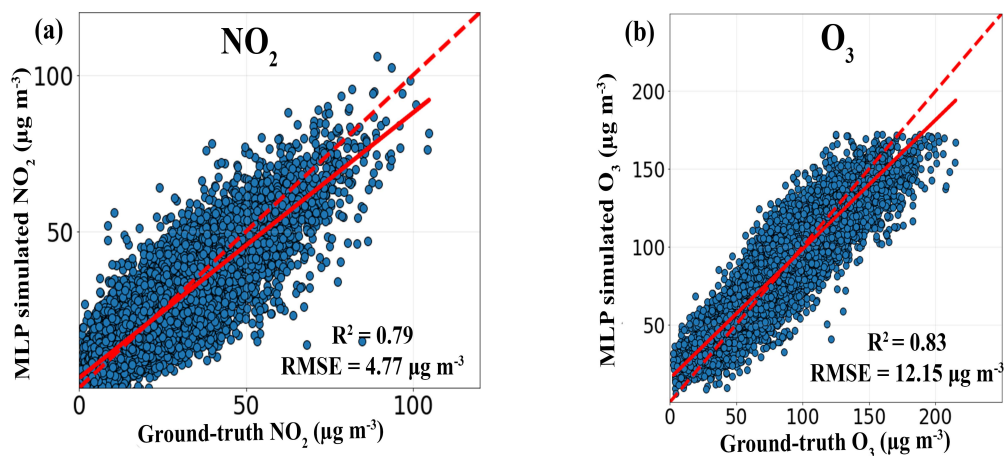 (a)
NO₂
MLP simulated NO₂ (µg m⁻³)
100
50
R² = 0.79
RMSE = 4.77 µg m⁻³
0
50
100
Ground-truth NO₂ (µg m⁻³)
(b)
O₃
MLP simulated O₃ (µg m⁻³)
200
150
100
50
R² = 0.83
RMSE = 12.15 µg m⁻³
0
50
100
150
200
Ground-truth O₃ (µg m⁻³)